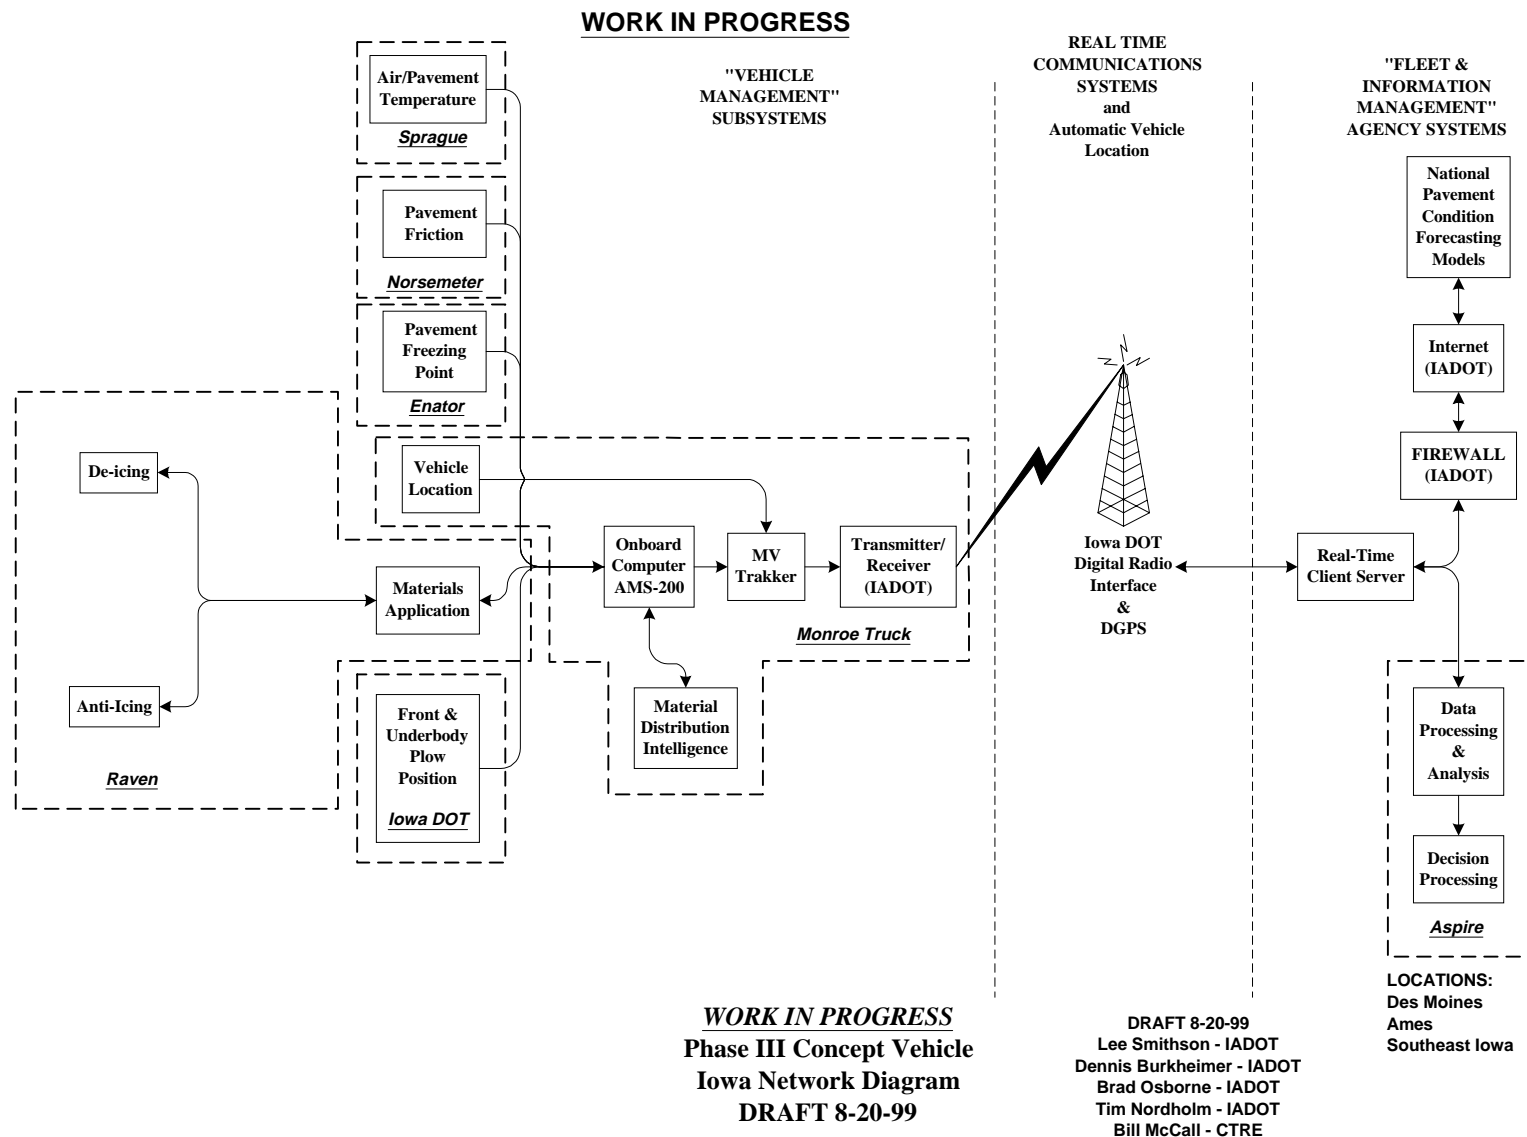 WORK IN PROGRESS
"VEHICLE
MANAGEMENT"
SUBSYSTEMS
REAL TIME
COMMUNICATIONS
SYSTEMS
and
Automatic Vehicle
Location
"FLEET &
INFORMATION
MANAGEMENT"
AGENCY SYSTEMS
Air/Pavement
Temperature
Sprague
Pavement
Friction
Norsemeter
Pavement
Freezing
Point
Enator
De-icing
Anti-Icing
Raven
Materials
Application
Front &
Underbody
Plow
Position
Iowa DOT
Vehicle
Location
Onboard
Computer
AMS-200
MV
Trakker
Transmitter/
Receiver
(IADOT)
Monroe Truck
Material
Distribution
Intelligence
Iowa DOT
Digital Radio
Interface
&
DGPS
National
Pavement
Condition
Forecasting
Models
Internet
(IADOT)
FIREWALL
(IADOT)
Real-Time
Client Server
Data
Processing
&
Analysis
Decision
Processing
Aspire
LOCATIONS:
Des Moines
Ames
Southeast Iowa
WORK IN PROGRESS
Phase III Concept Vehicle
Iowa Network Diagram
DRAFT 8-20-99
DRAFT 8-20-99
Lee Smithson - IADOT
Dennis Burkheimer - IADOT
Brad Osborne - IADOT
Tim Nordholm - IADOT
Bill McCall - CTRE